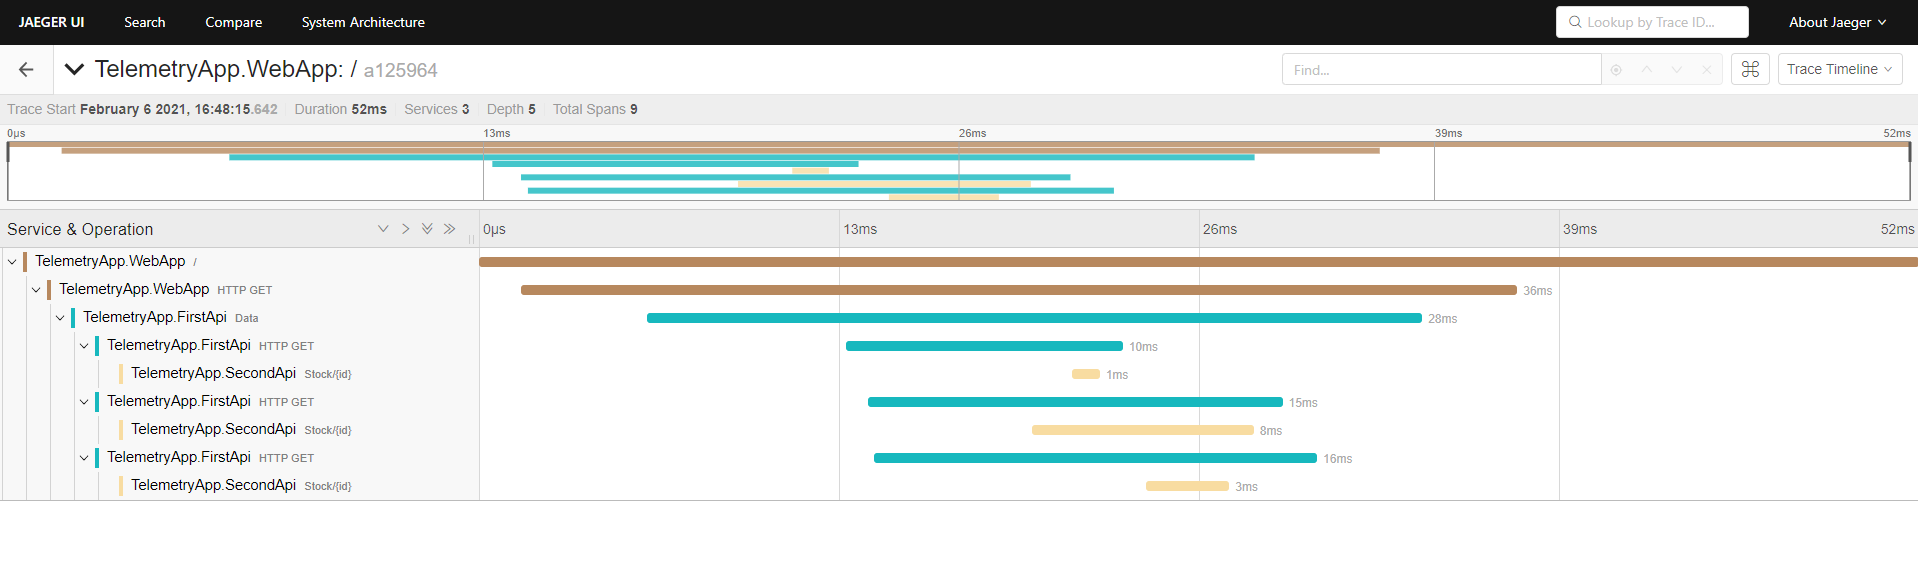 JAEGER UI Search Compare System Architecture Lookup by Trace ID... About Jaeger
TelemetryApp.WebApp: / a125964 Find... Trace Timeline
Trace Start February 6 2021, 16:48:15.642 Duration 52ms Services 3 Depth 5 Total Spans 9
0μs 13ms 26ms 39ms 52ms
Service & Operation 0μs 13ms 26ms 39ms 52ms
TelemetryApp.WebApp /
TelemetryApp.WebApp HTTP GET 36ms
TelemetryApp.FirstApi Data 28ms
TelemetryApp.FirstApi HTTP GET 10ms
TelemetryApp.SecondApi Stock/{id} 1ms
TelemetryApp.FirstApi HTTP GET 15ms
TelemetryApp.SecondApi Stock/{id} 8ms
TelemetryApp.FirstApi HTTP GET 16ms
TelemetryApp.SecondApi Stock/{id} 3ms